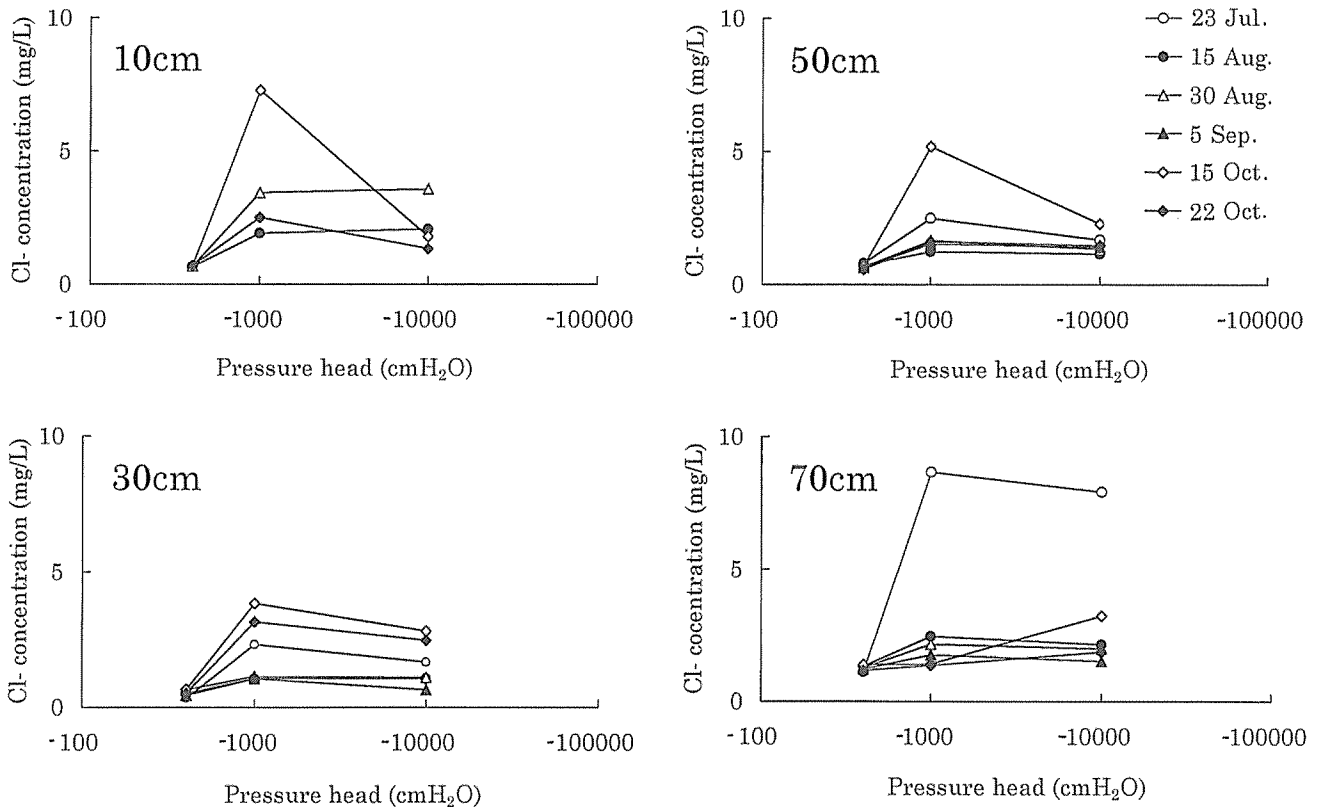 10cm
Cl- concentration (mg/L)
10
5
0
-100 -1000 -10000 -100000
Pressure head (cmH₂O)
50cm
Cl- cocentration (mg/L)
10
5
0
-100 -1000 -10000 -100000
Pressure head (cmH₂O)
23 Jul.
15 Aug.
30 Aug.
5 Sep.
15 Oct.
22 Oct.
30cm
Cl- concentration (mg/L)
10
5
0
-100 -1000 -10000 -100000
Pressure head (cmH₂O)
70cm
Cl- cocentration (mg/L)
10
5
0
-100 -1000 -10000 -100000
Pressure head (cmH₂O)